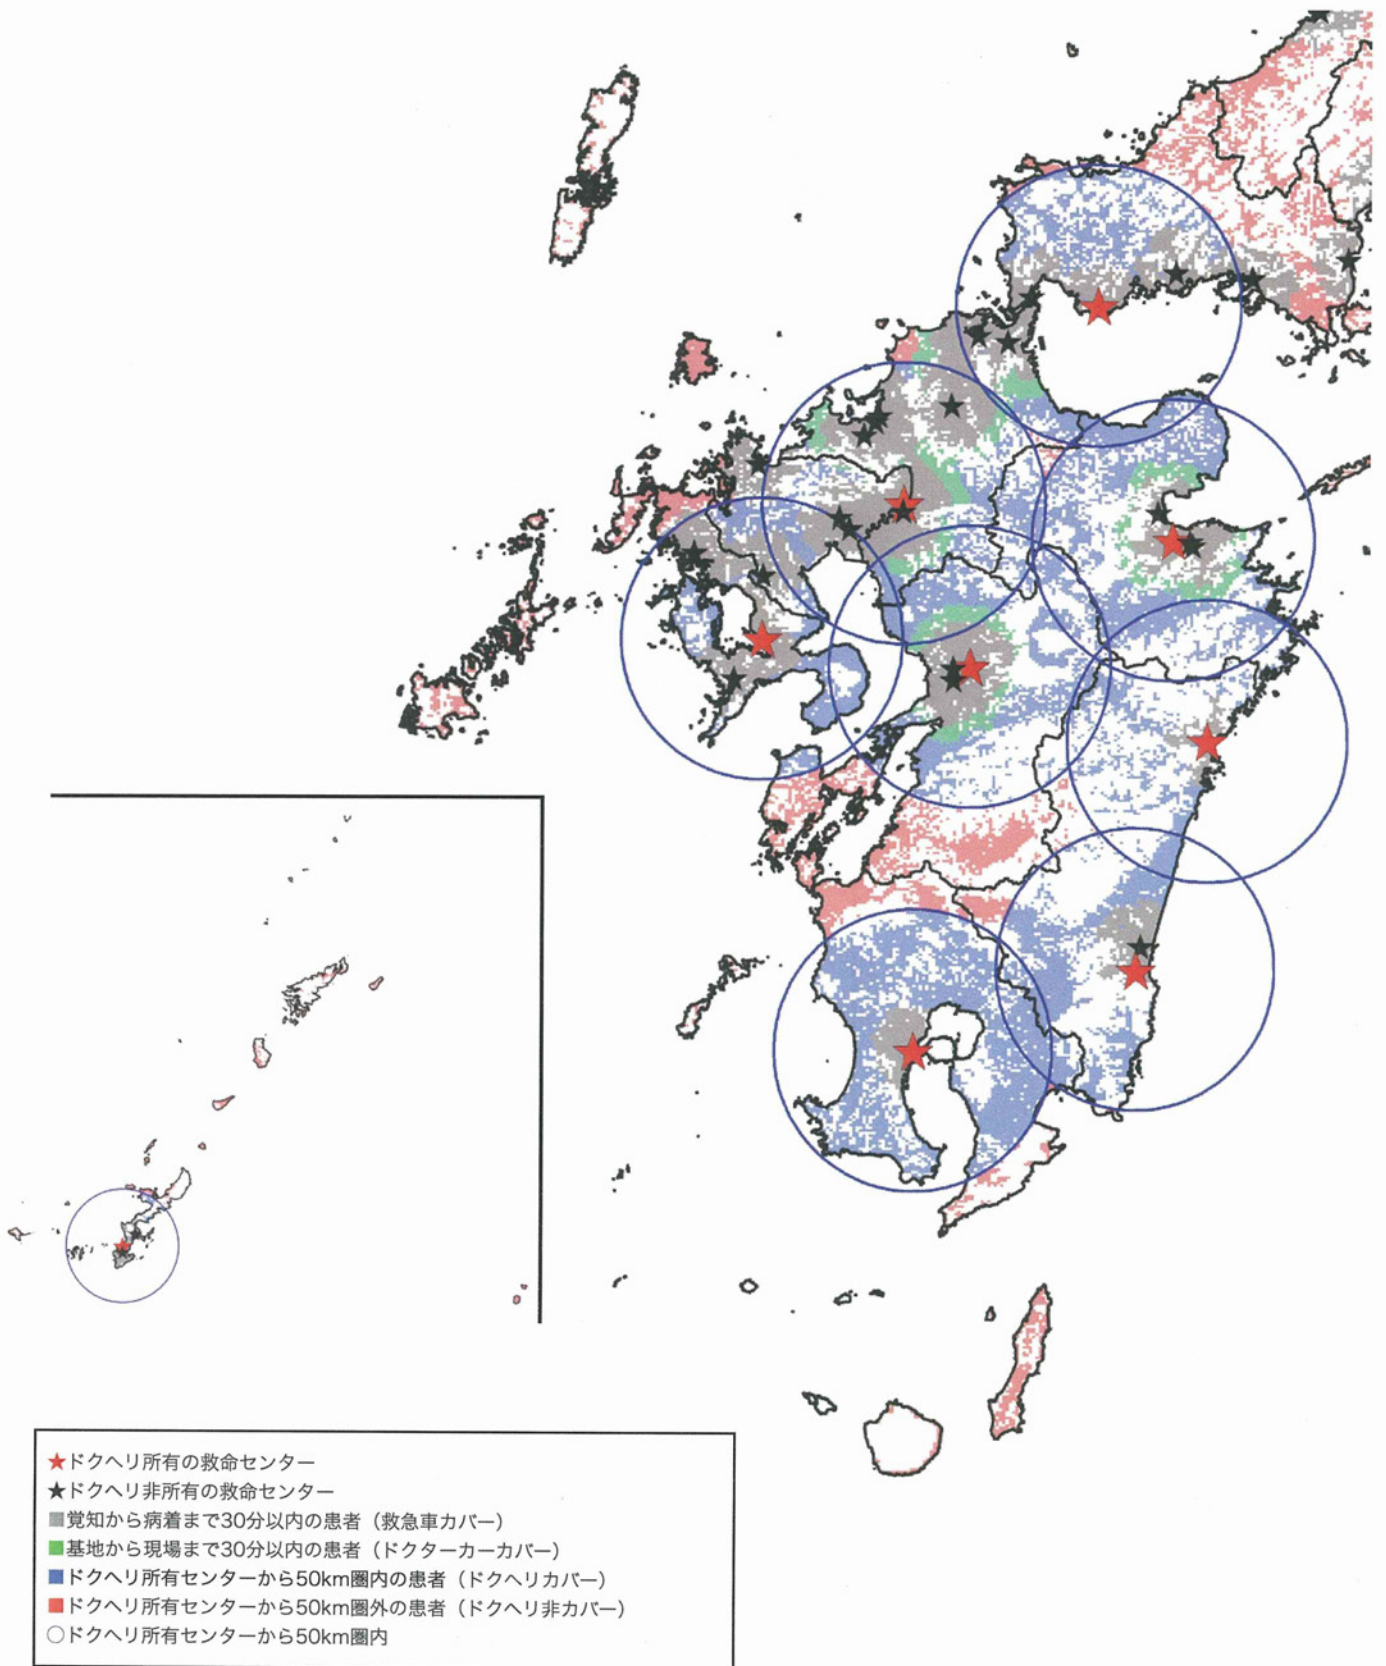 ★ドクヘリ所有の救命センター
★ドクヘリ非所有の救命センター
■覚知から病着まで30分以内の患者（救急車カバー）
■基地から現場まで30分以内の患者（ドクターカーカバー）
■ドクヘリ所有センターから50km圏内の患者（ドクヘリカバー）
■ドクヘリ所有センターから50km圏外の患者（ドクヘリ非カバー）
○ドクヘリ所有センターから50km圏内